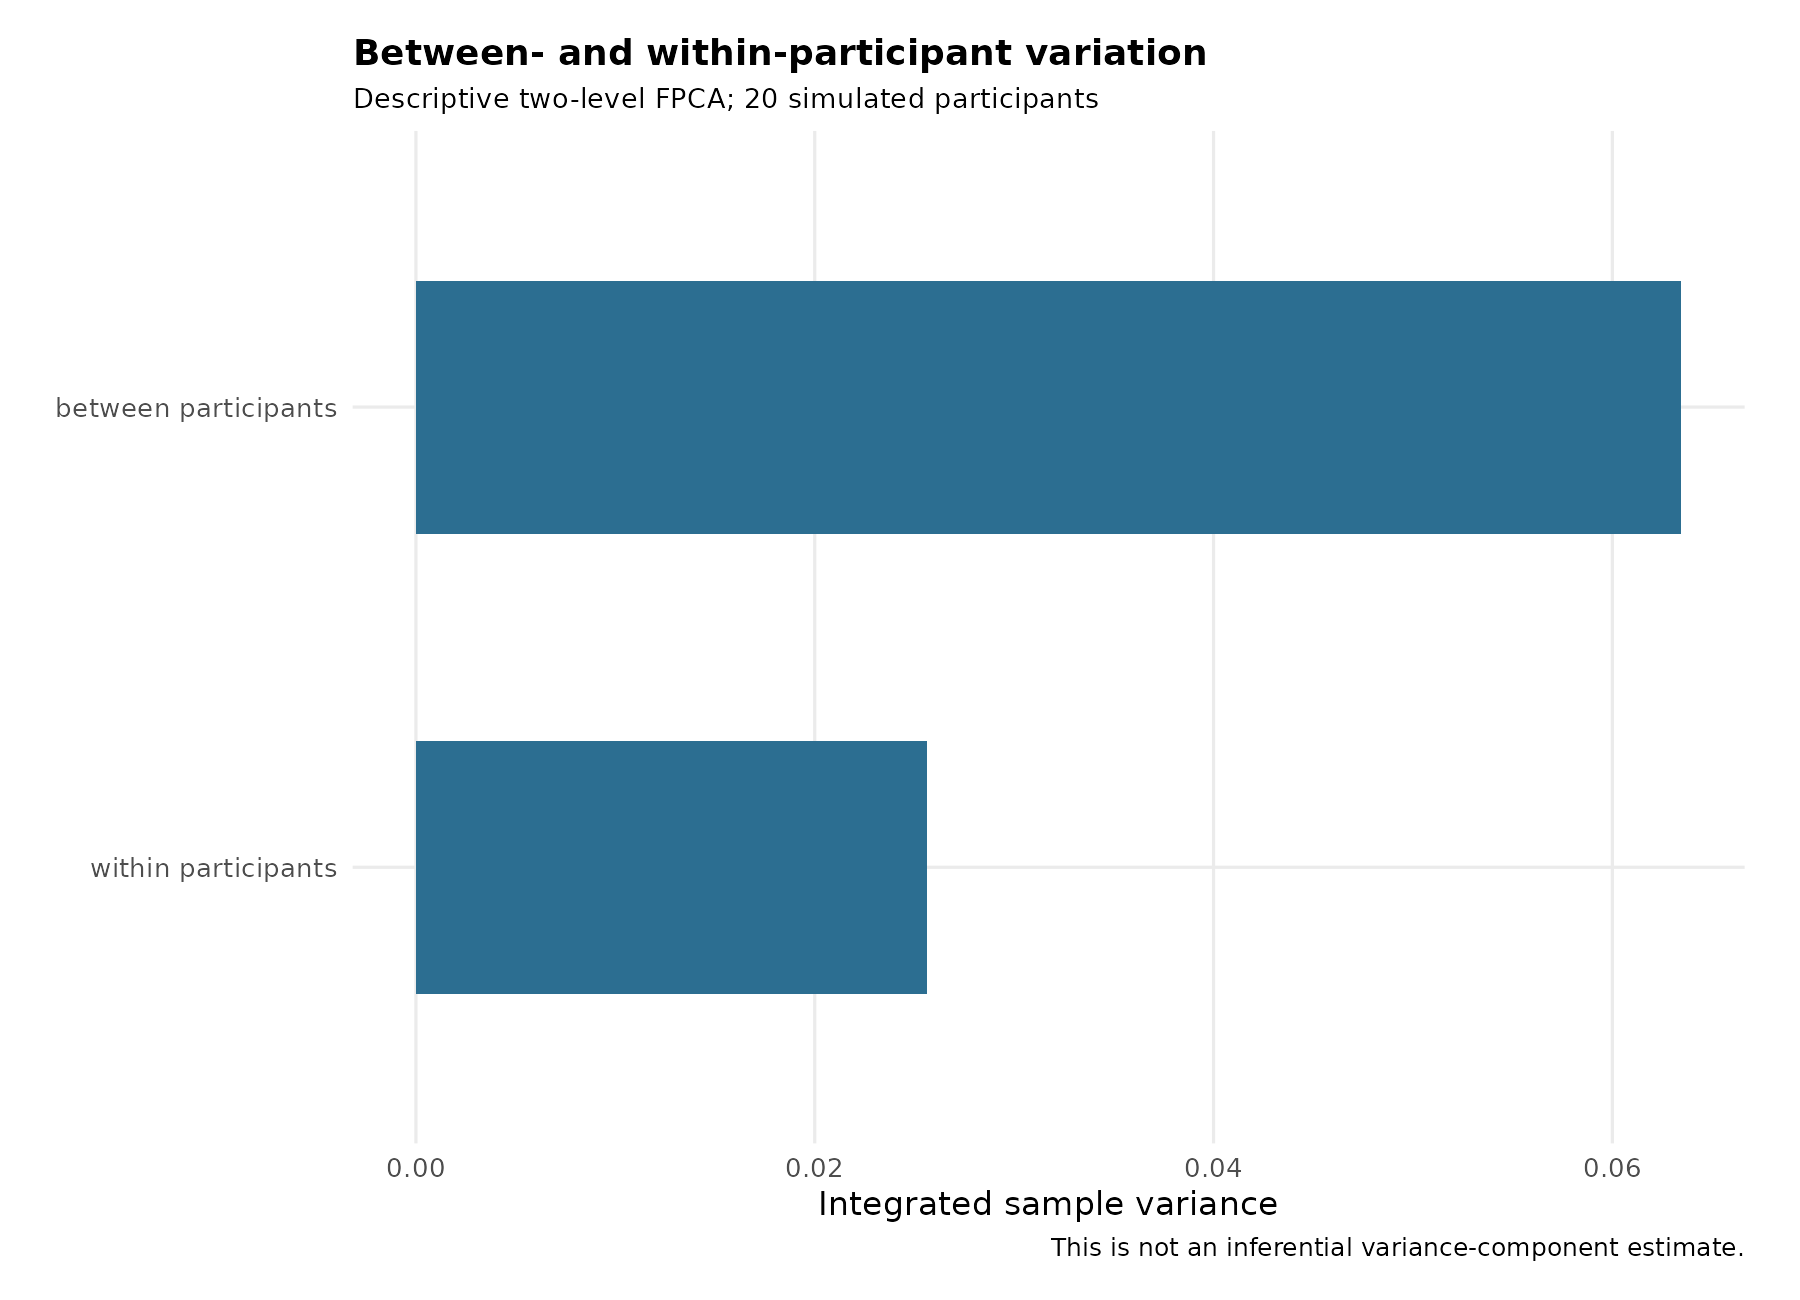 Between- and within-participant variation
Descriptive two-level FPCA; 20 simulated participants
between participants
within participants
0.00 0.02 0.04 0.06
Integrated sample variance
This is not an inferential variance-component estimate.